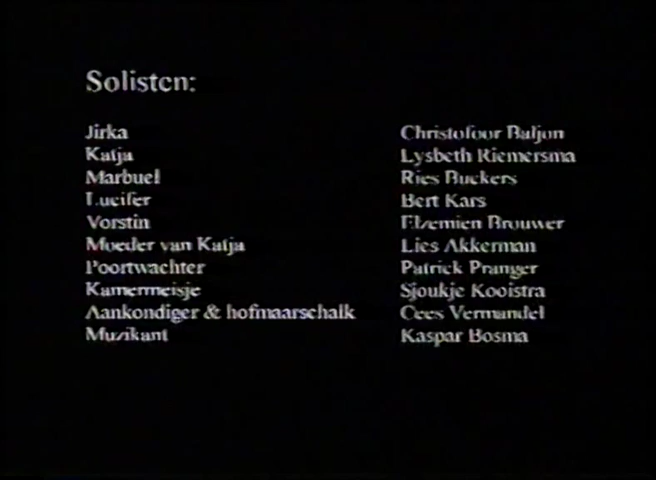 Solisten:
Jirka Christofoor Baljon
Katja Lysbeth Riemersma
Marbuel Ries Buckers
Lucifer Bert Kars
Vorstin Elzemien Brouwer
Moeder van Katja Lies Akkerman
Poortwachter Patrick Pranger
Kamermeisje Sjoukje Kooistra
Aankondiger & hofmaarschalk Cees Vermandel
Muzikant Kaspar Bosma